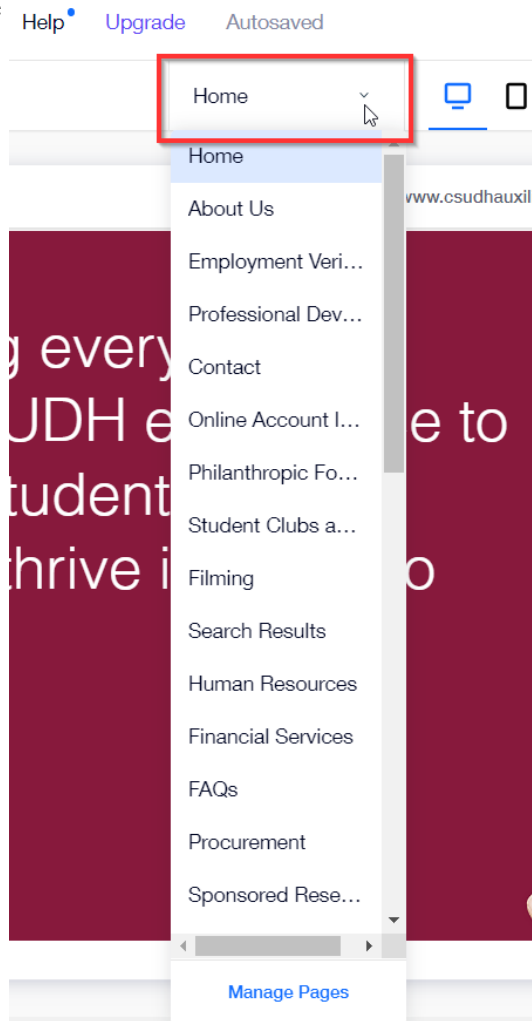 Help Upgrade Autosaved
Home
Home
About Us
www.csudhauxil
Employment Veri...
Professional Dev...
g every
Contact
UDH e e to
Online Account I...
Philanthropic Fo...
tudent
Student Clubs a...
thrive i o
Filming
Search Results
Human Resources
Financial Services
FAQs
Procurement
Sponsored Rese...
Manage Pages